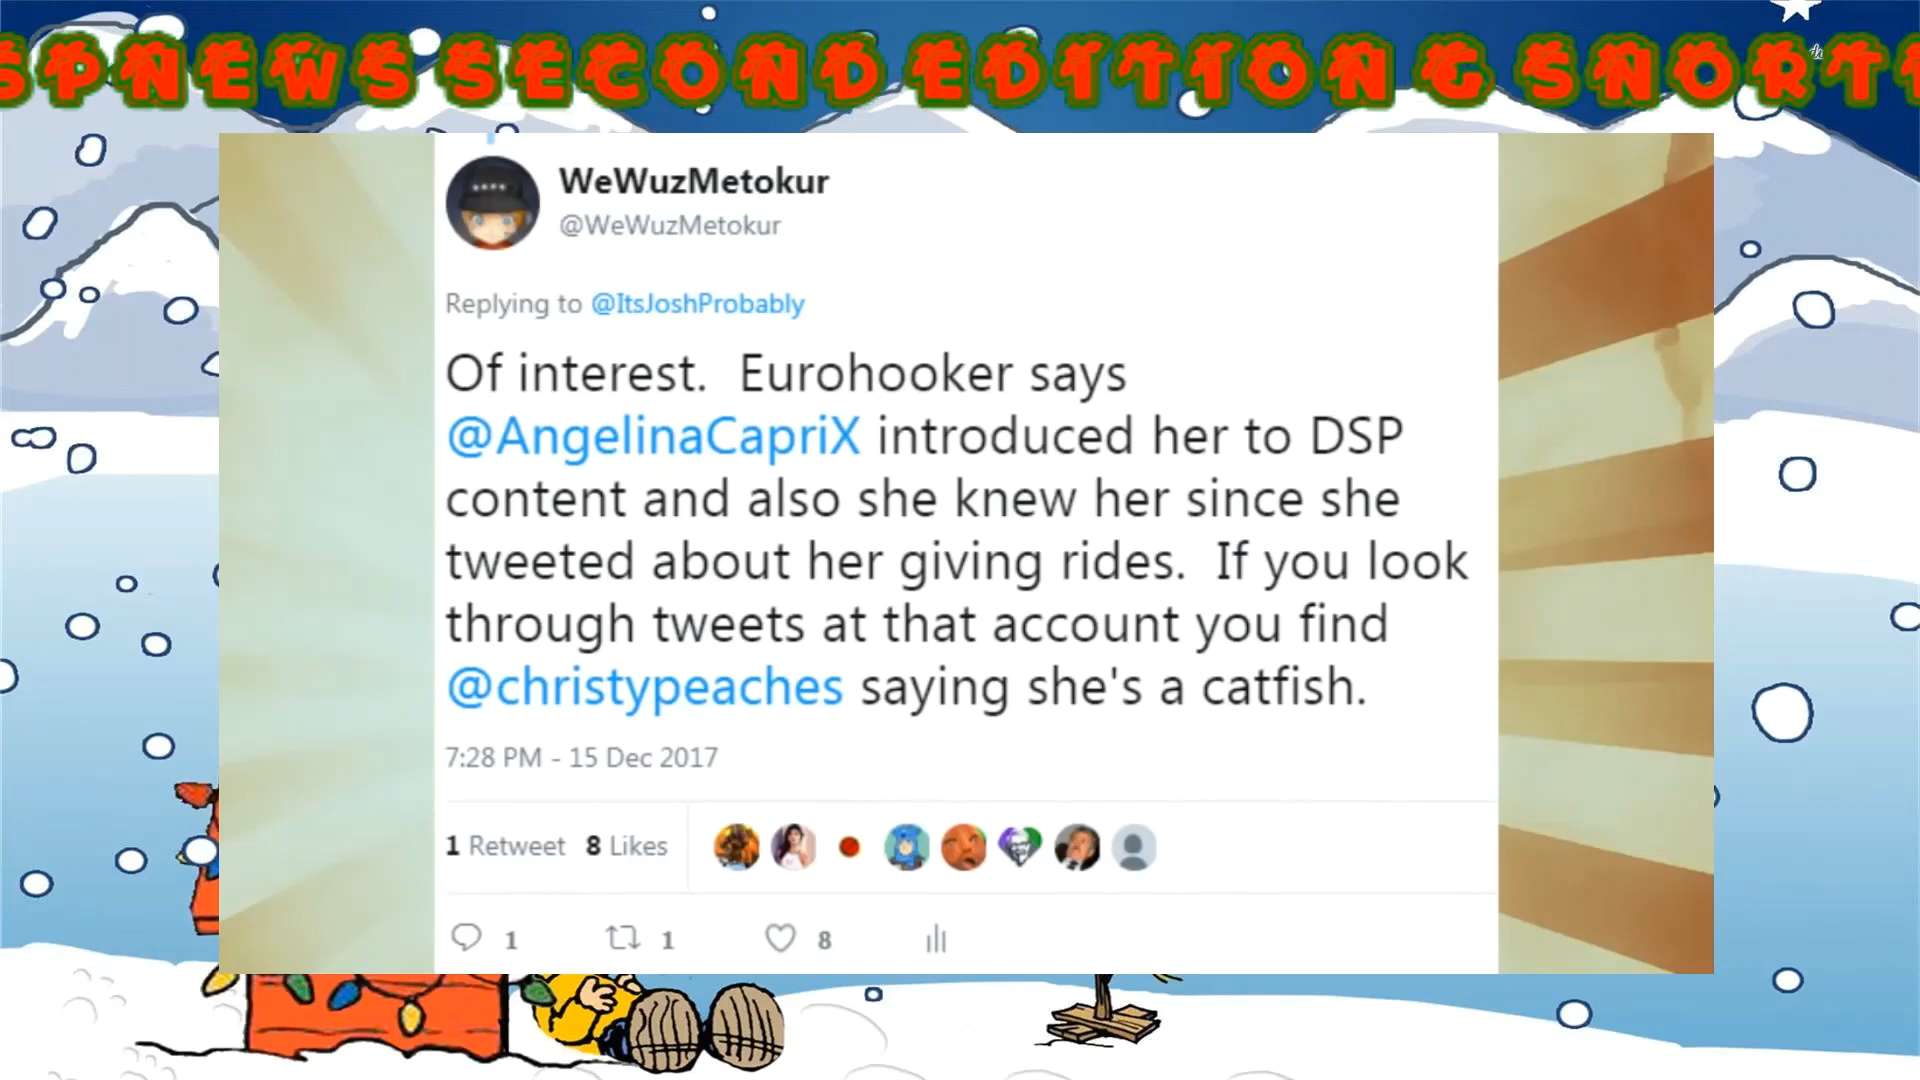 SPNEWS SECOND EDITION & SNORT
WeWuzMetokur
@WeWuzMetokur
Replying to @ItsJoshProbably
Of interest.  Eurohooker says
@AngelinaCapriX introduced her to DSP
content and also she knew her since she
tweeted about her giving rides.  If you look
through tweets at that account you find
@christypeaches saying she's a catfish.
7:28 PM - 15 Dec 2017
1 Retweet 8 Likes
1 1 8